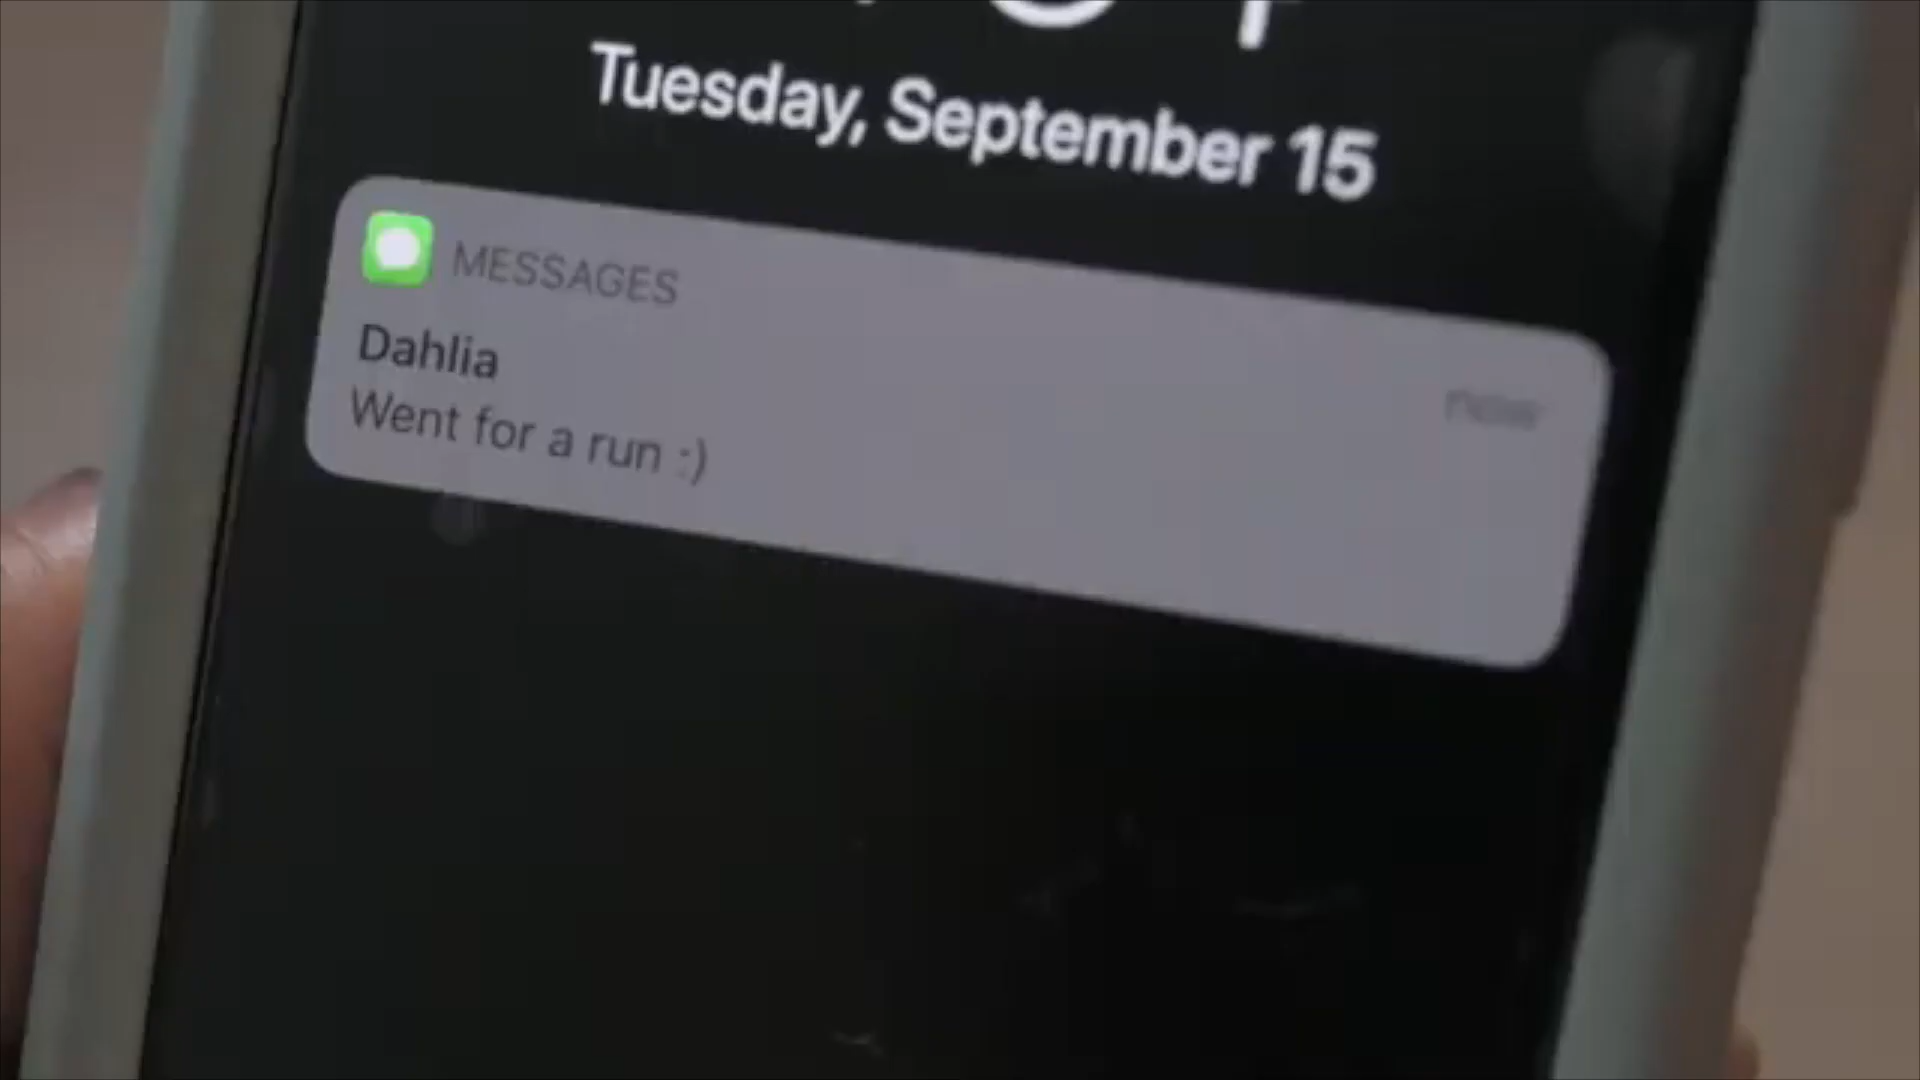 Tuesday, September 15
MESSAGES
Dahlia
now
Went for a run :)